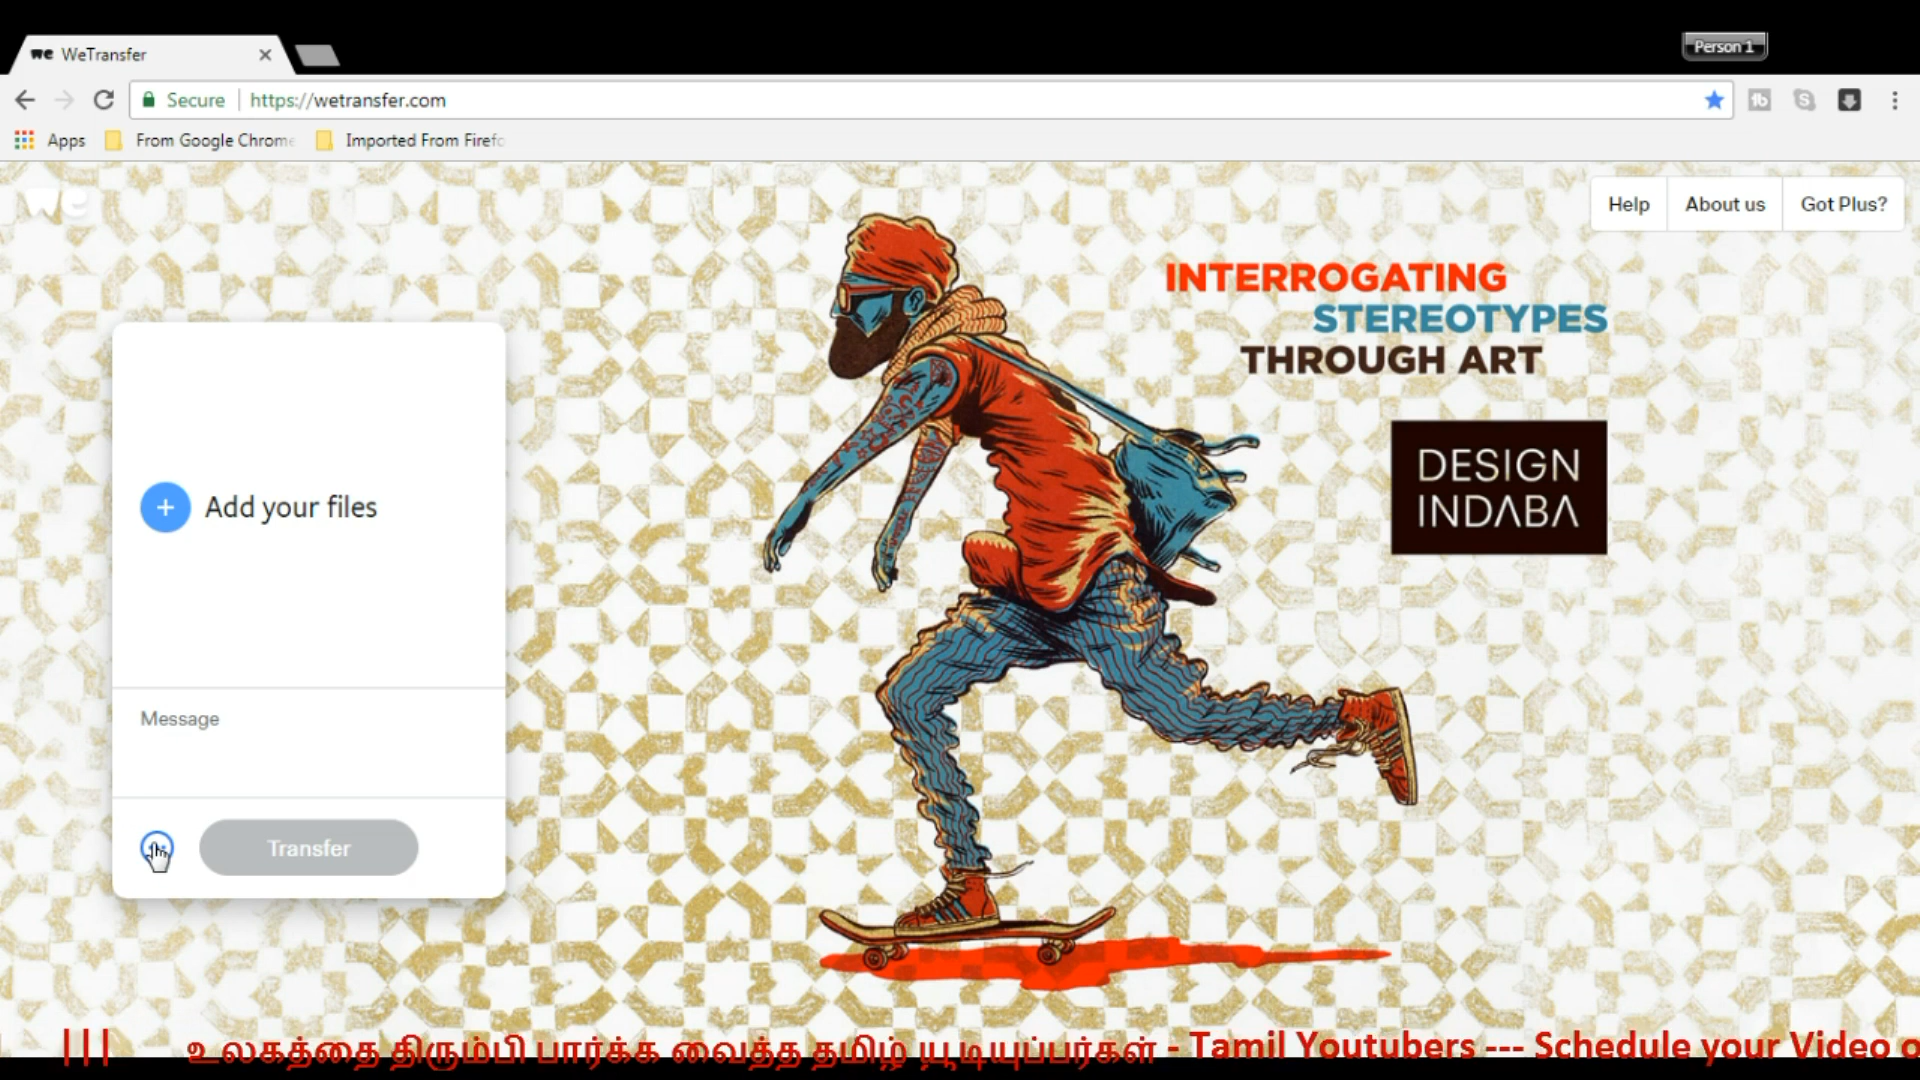 we WeTransfer
Person 1
Secure https://wetransfer.com
Apps From Google Chrome Imported From Firefo
we
Help About us Got Plus?
INTERROGATING
STEREOTYPES
THROUGH ART
DESIGN
INDABA
Add your files
Message
Transfer
||| உலகத்தை திரும்பி பார்க்க வைத்த தமிழ் யூடியுப்பர்கள் - Tamil Youtubers --- Schedule your Video o